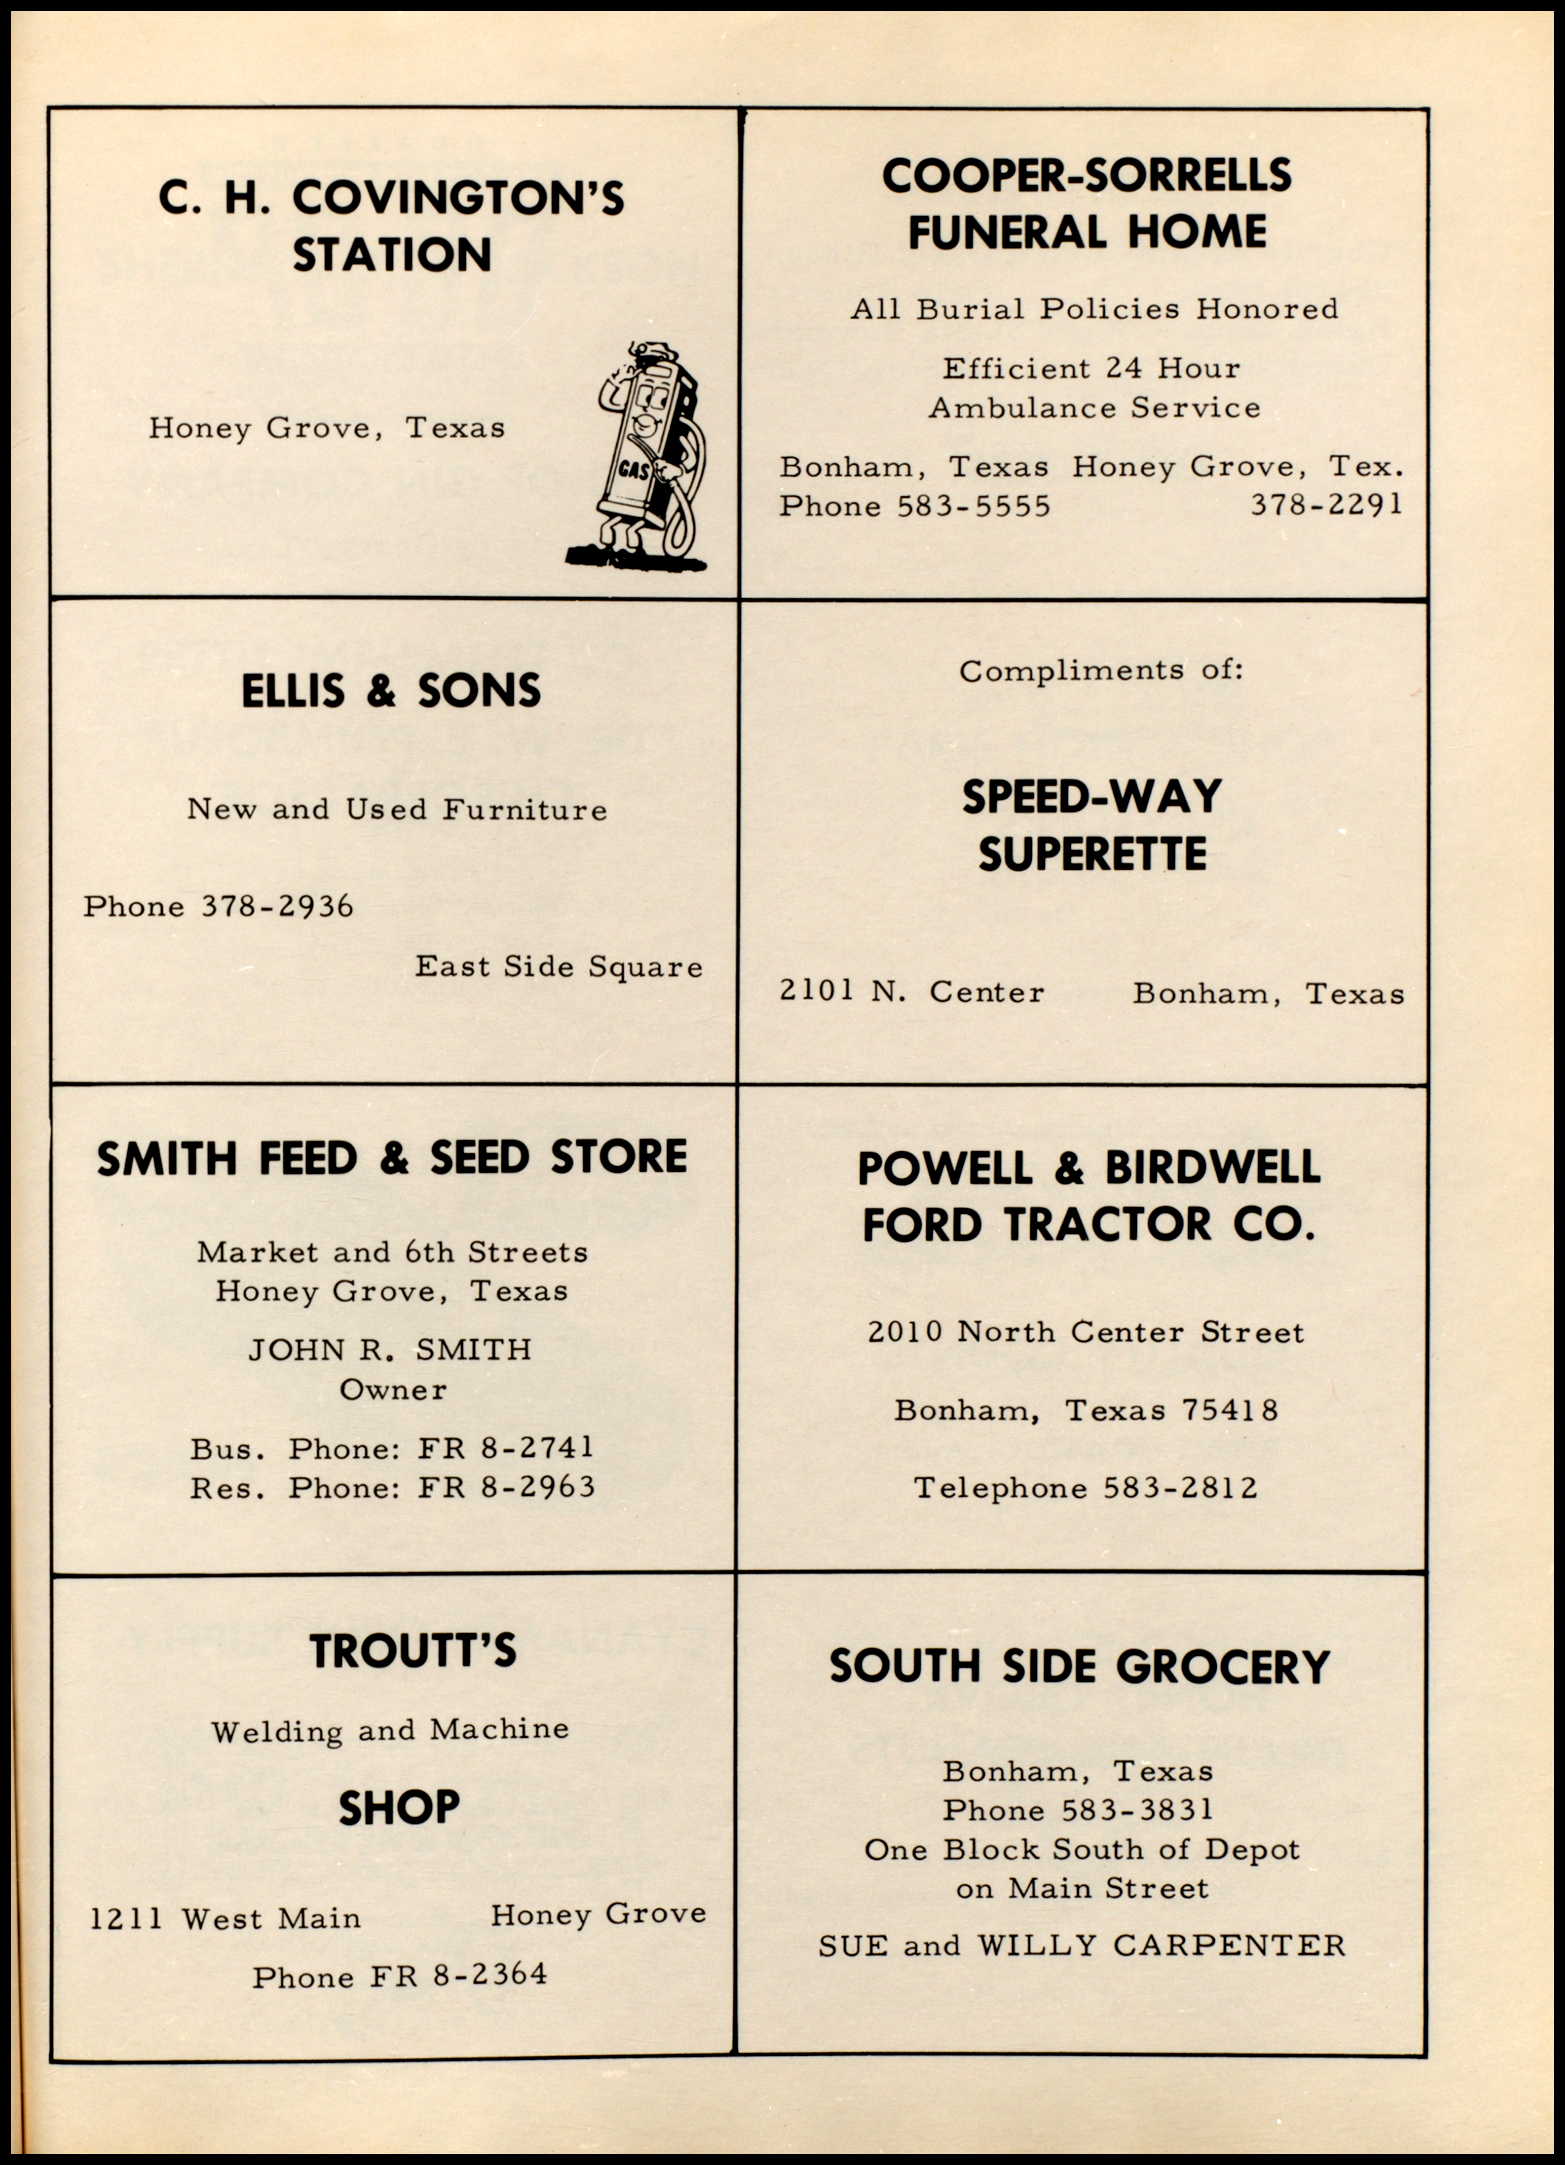 C. H. COVINGTON'S
STATION
Honey Grove, Texas
GAS
COOPER-SORRELLS
FUNERAL HOME
All Burial Policies Honored
Efficient 24 Hour
Ambulance Service
Bonham, Texas Honey Grove, Tex.
Phone 583-5555 378-2291
ELLIS & SONS
New and Used Furniture
Phone 378-2936
East Side Square
Compliments of:
SPEED-WAY
SUPERETTE
2101 N. Center Bonham, Texas
SMITH FEED & SEED STORE
Market and 6th Streets
Honey Grove, Texas
JOHN R. SMITH
Owner
Bus. Phone: FR 8-2741
Res. Phone: FR 8-2963
POWELL & BIRDWELL
FORD TRACTOR CO.
2010 North Center Street
Bonham, Texas 75418
Telephone 583-2812
TROUTT'S
Welding and Machine
SHOP
1211 West Main Honey Grove
Phone FR 8-2364
SOUTH SIDE GROCERY
Bonham, Texas
Phone 583-3831
One Block South of Depot
on Main Street
SUE and WILLY CARPENTER